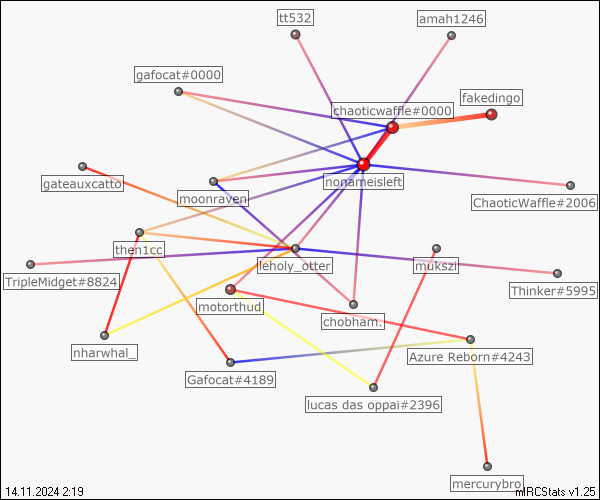 tt532
amah1246
gafocat#0000
chaoticwaffle#0000
fakedingo
gateauxcatto
moonraven
nonameisleft
ChaoticWaffle#2006
then1cc
leholy_otter
mukszi
TripleMidget#8824
Thinker#5995
motorthud,
chobham.
nharwhal_
Azure Reborn#4243
Gafocat#4189
lucas das oppai#2396
mercurybro
14.11.2024 2:19
mIRCStats v1.25